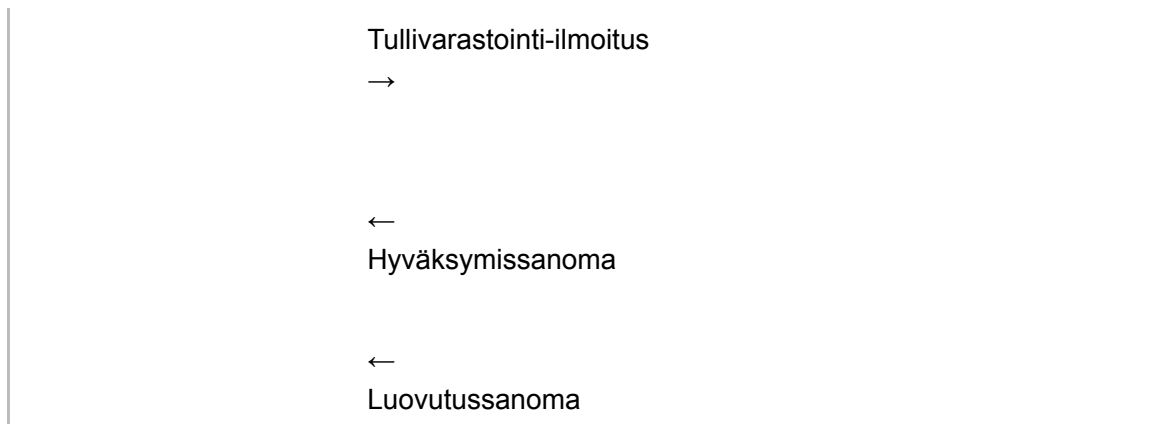 Tullivarastointi-ilmoitus
→
←
Hyväksymissanoma
←
Luovutussanoma